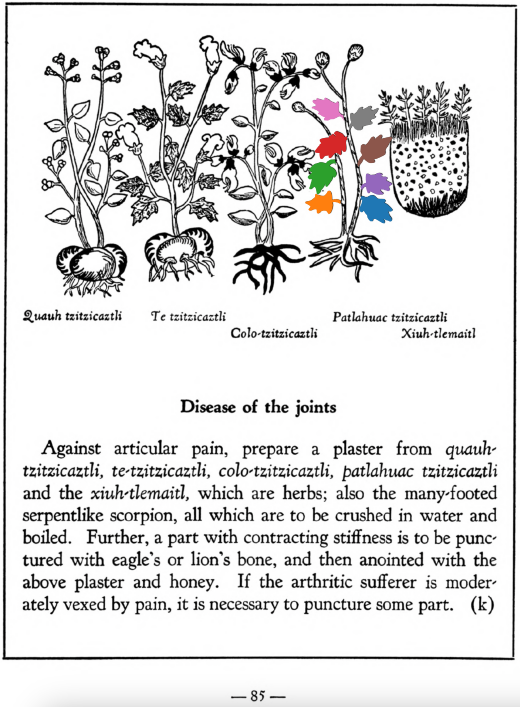 Quauh tzitzicaztli Te tzitzicaztli Patlahuac tzitzicaztli
Colo-tzitzicaztli Xiuh-tlemaitl
Disease of the joints
Against articular pain, prepare a plaster from quauh-
tzitzicaztli, te-tzitzicaztli, colo-tzitzicaztli, patlahuac tzitzicaztli
and the xiuh-tlemaitl, which are herbs; also the many-footed
serpentlike scorpion, all which are to be crushed in water and
boiled. Further, a part with contracting stiffness is to be punc-
tured with eagle's or lion's bone, and then anointed with the
above plaster and honey. If the arthritic sufferer is moder-
ately vexed by pain, it is necessary to puncture some part. (k)
— 85 —